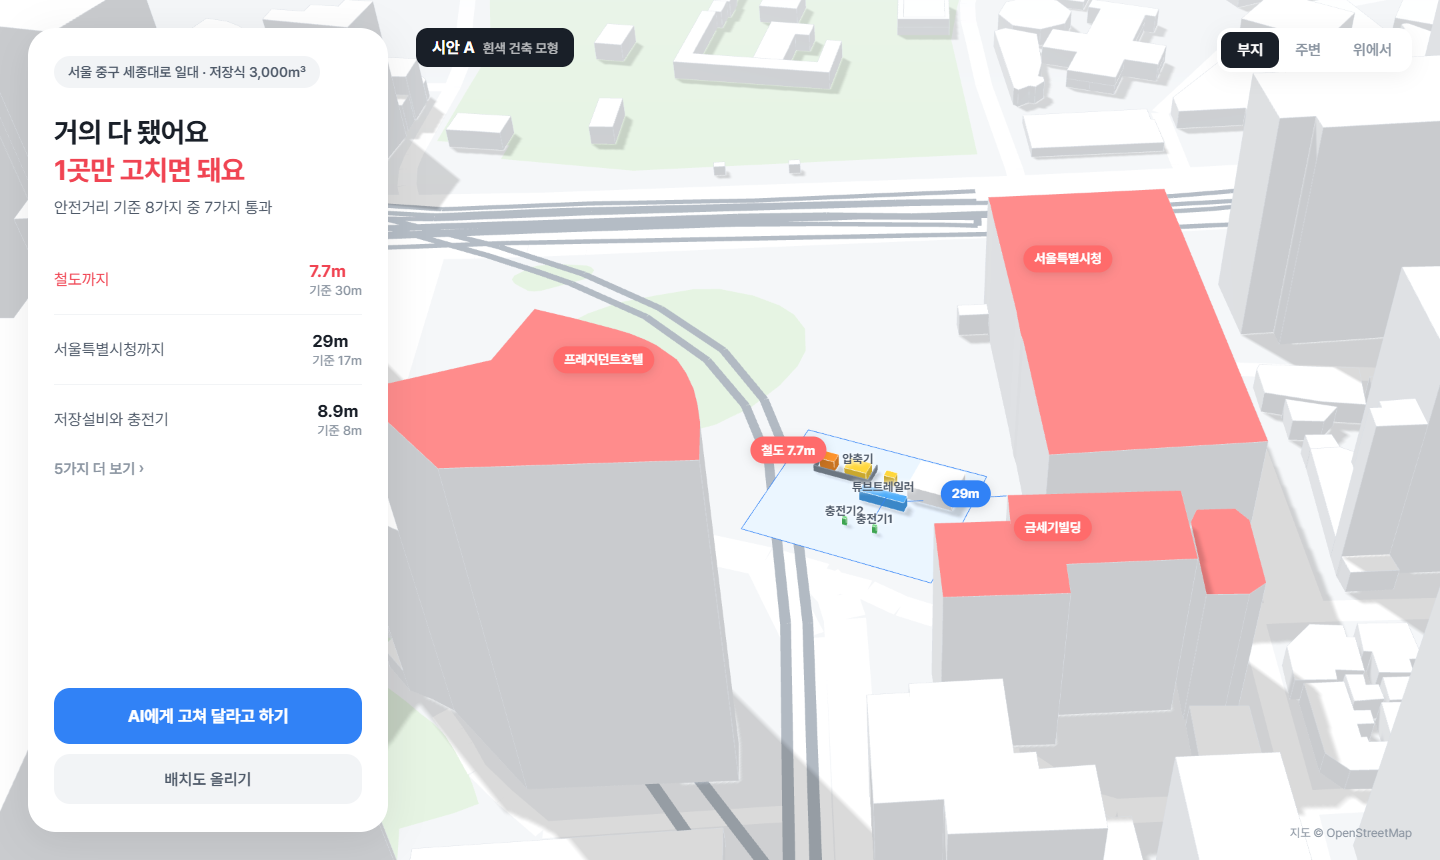 서울 중구 세종대로 일대 · 저장식 3,000m³
거의 다 됐어요
1곳만 고치면 돼요
안전거리 기준 8가지 중 7가지 통과
철도까지
7.7m
기준 30m
서울특별시청까지
29m
기준 17m
저장설비와 충전기
8.9m
기준 8m
5가지 더 보기 ›
AI에게 고쳐 달라고 하기
배치도 올리기
시안 A 흰색 건축 모형
부지 주변 위에서
서울특별시청
프레지던트호텔
철도 7.7m
압축기
튜브트레일러
29m
충전기2
충전기1
금세기빌딩
지도 © OpenStreetMap